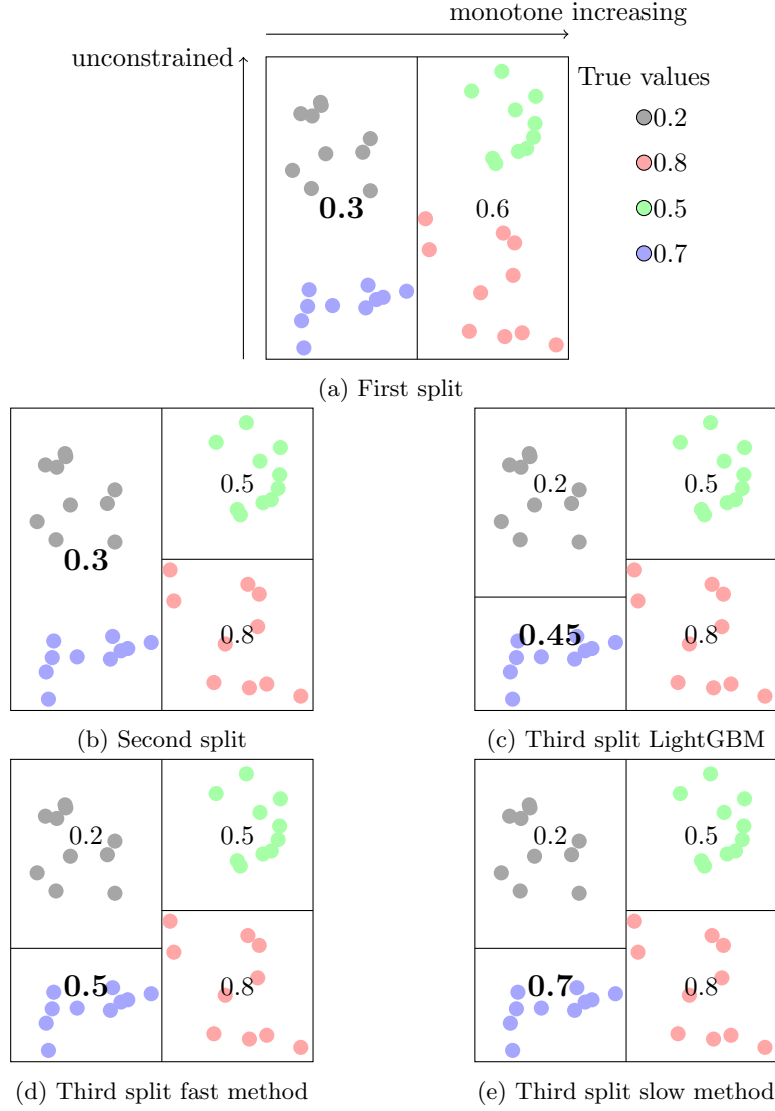 monotone increasing
unconstrained
True values
0.2
0.8
0.5
0.7
0.3
0.6
(a) First split
0.5
0.3
0.8
(b) Second split
0.2
0.5
0.45
0.8
(c) Third split LightGBM
0.2
0.5
0.5
0.8
(d) Third split fast method
0.2
0.5
0.7
0.8
(e) Third split slow method